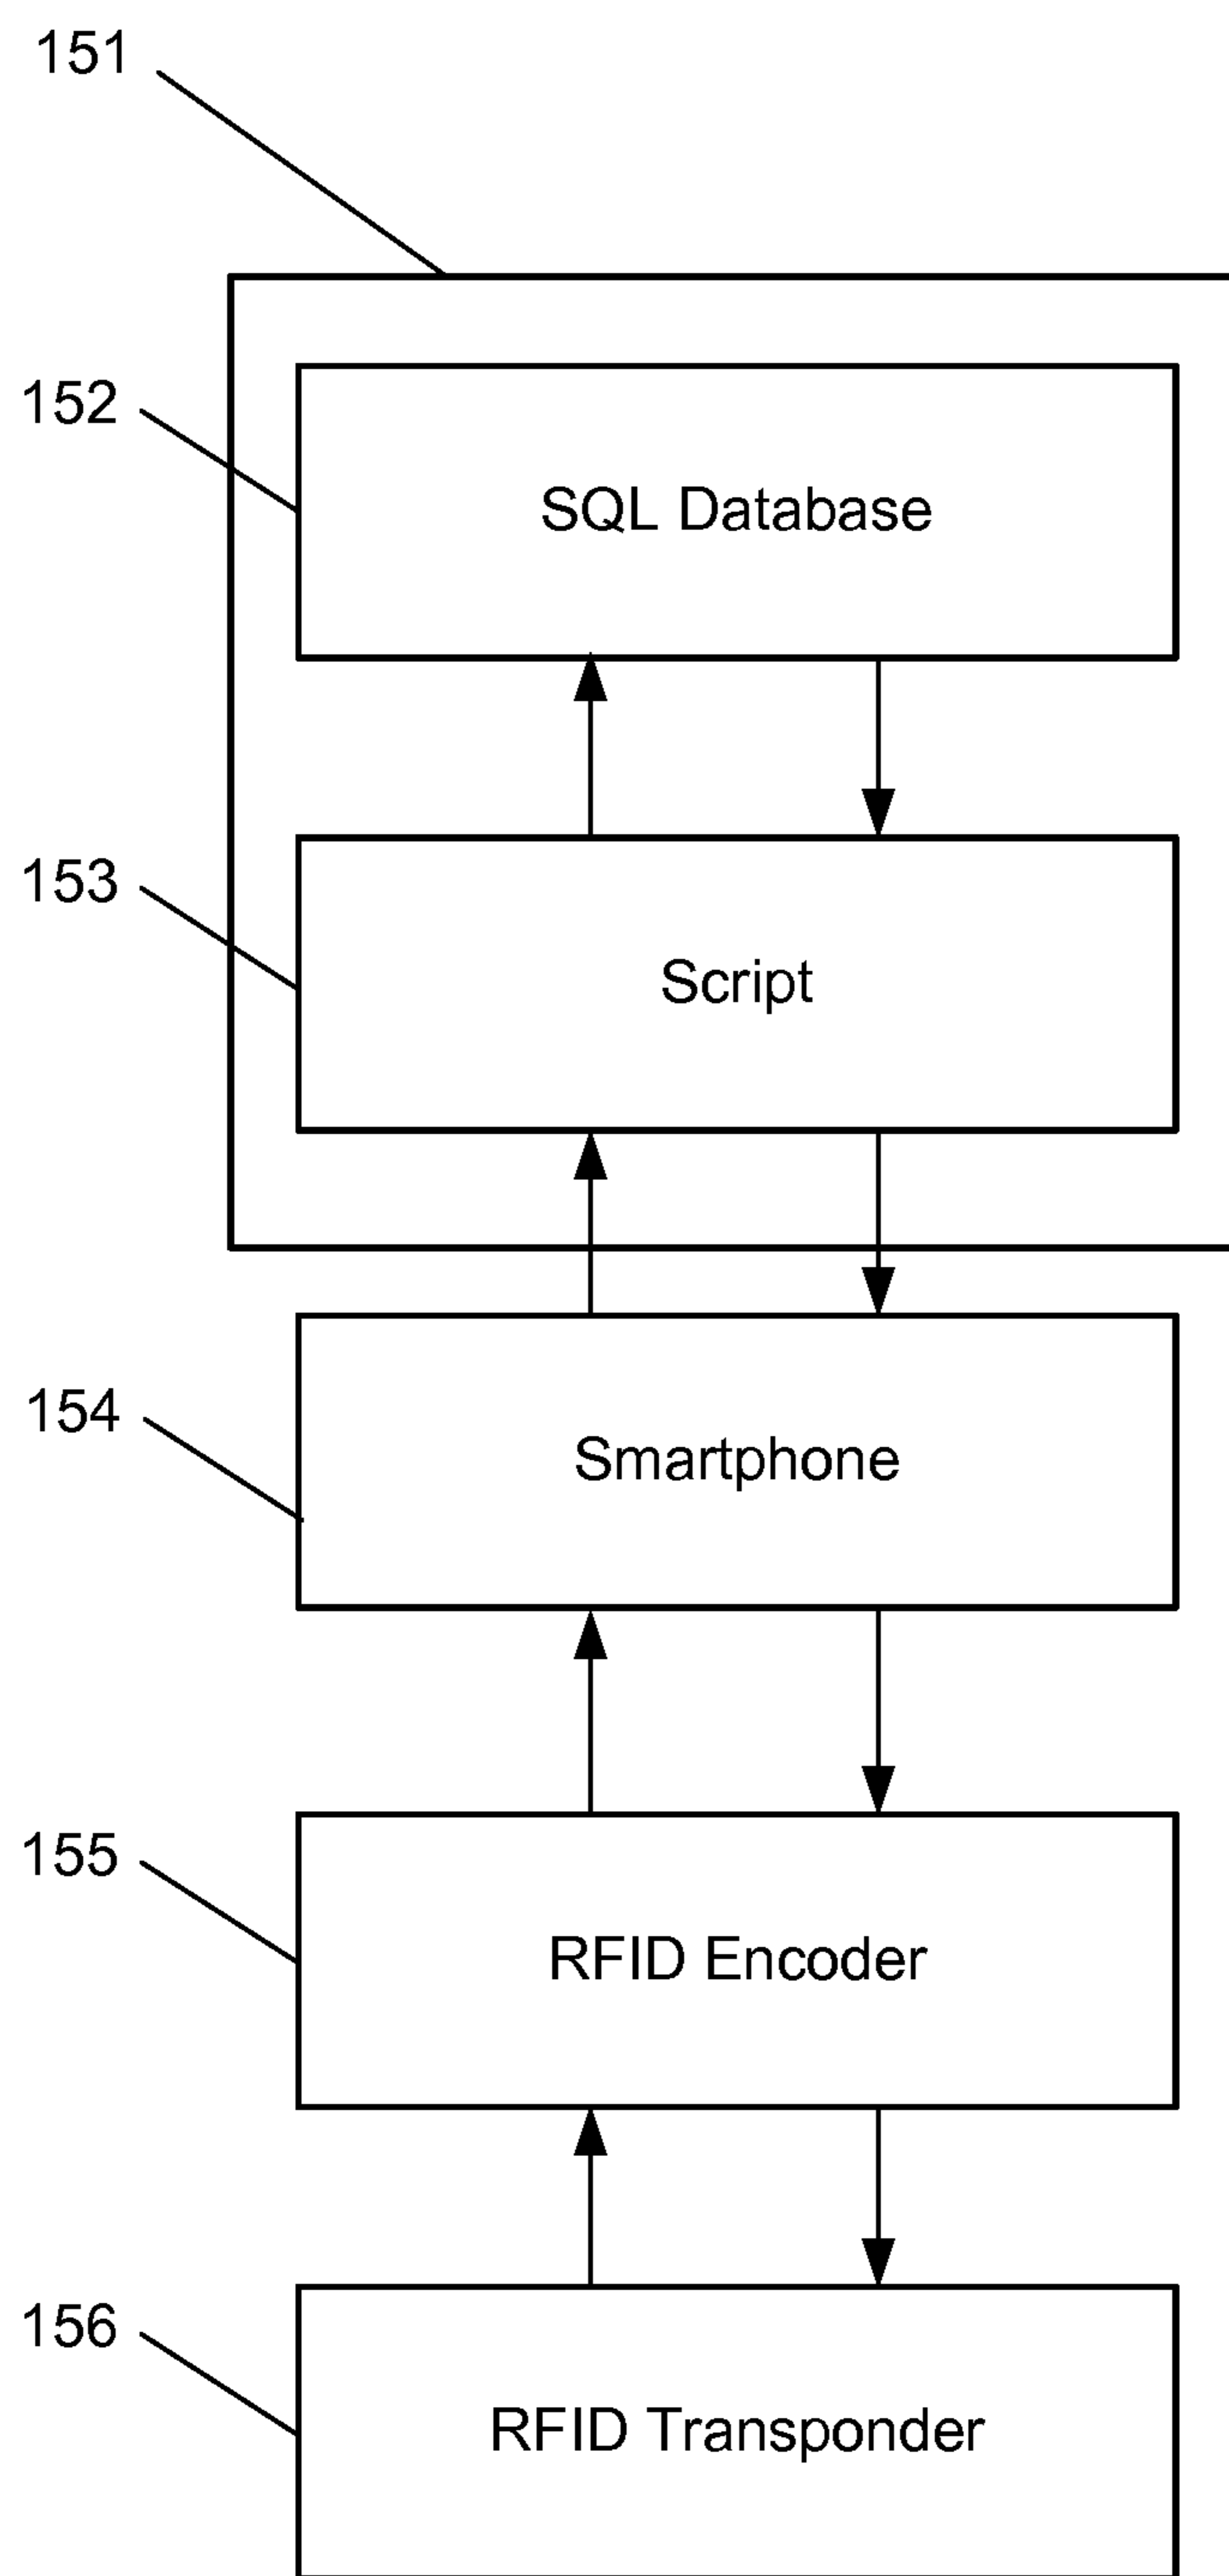 151
152
SQL Database
153
Script
154
Smartphone
155
RFID Encoder
156
RFID Transponder